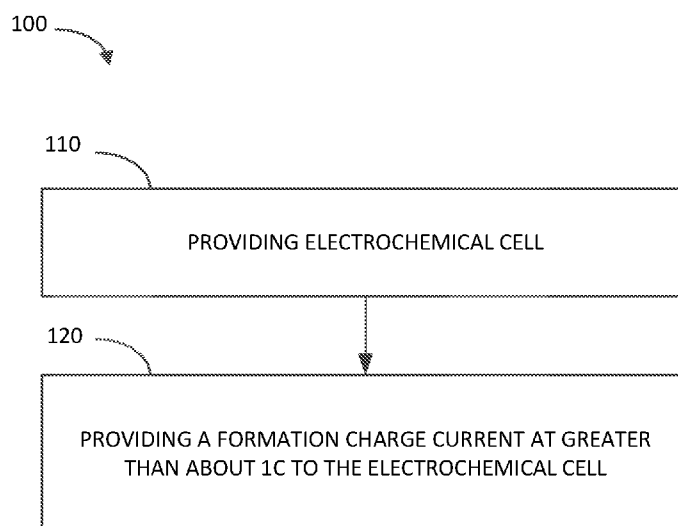 100
110
PROVIDING ELECTROCHEMICAL CELL
120
PROVIDING A FORMATION CHARGE CURRENT AT GREATER
THAN ABOUT 1C TO THE ELECTROCHEMICAL CELL